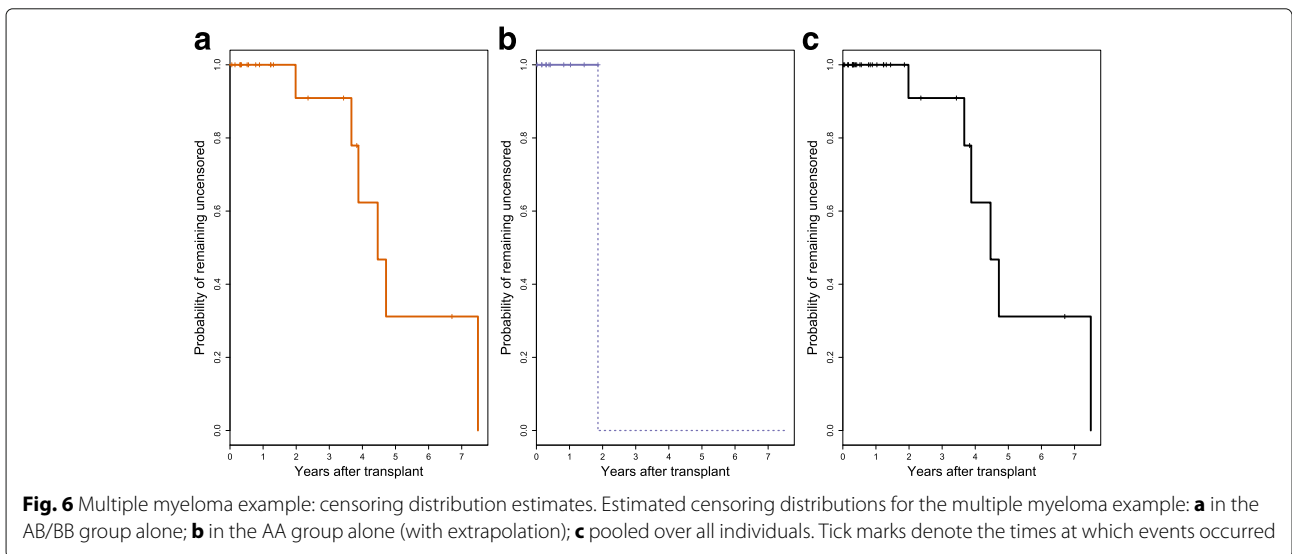 a
b
c
Probability of remaining uncensored
0.0
0.2
0.4
0.6
0.8
1.0
0 1 2 3 4 5 6 7
Years after transplant
Probability of remaining uncensored
0.0
0.2
0.4
0.6
0.8
1.0
0 1 2 3 4 5 6 7
Years after transplant
Probability of remaining uncensored
0.0
0.2
0.4
0.6
0.8
1.0
0 1 2 3 4 5 6 7
Years after transplant
Fig. 6 Multiple myeloma example: censoring distribution estimates. Estimated censoring distributions for the multiple myeloma example: a in the
AB/BB group alone; b in the AA group alone (with extrapolation); c pooled over all individuals. Tick marks denote the times at which events occurred